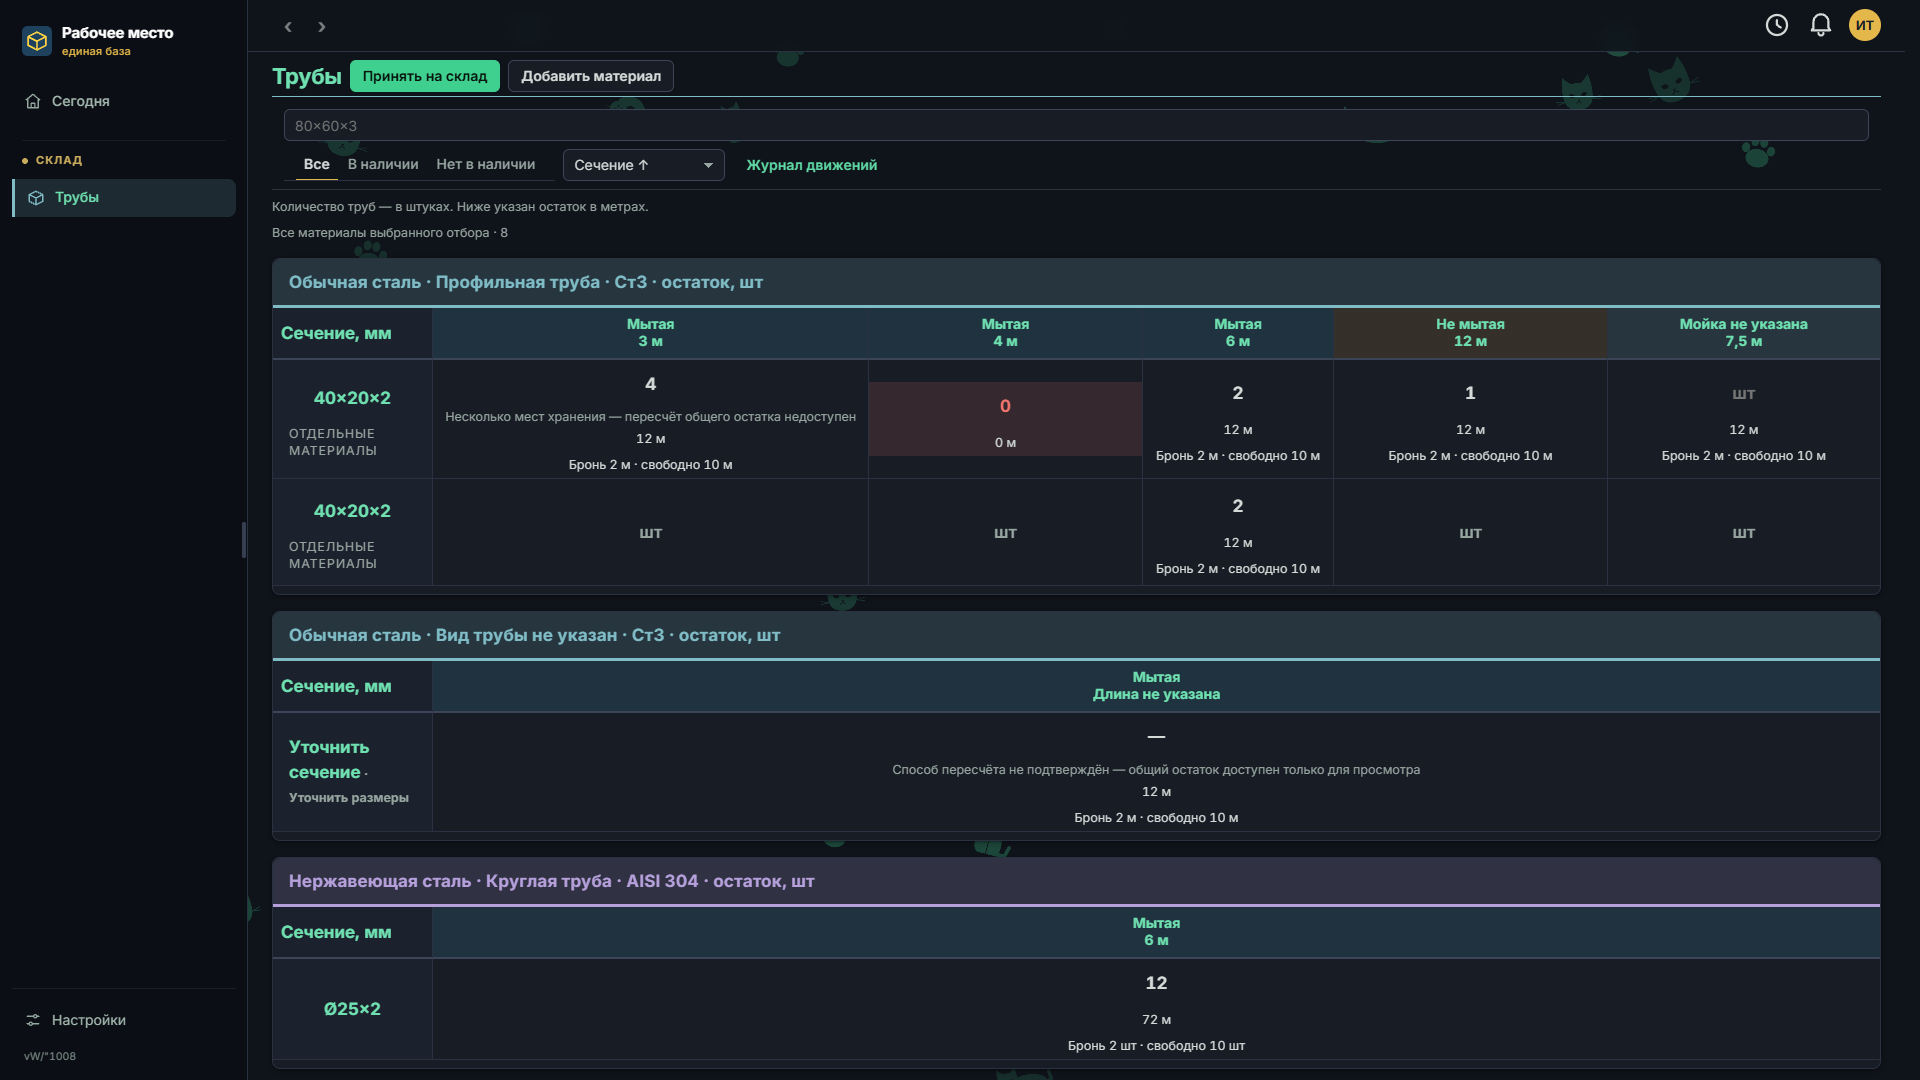 Рабочее место
единая база
Сегодня
СКЛАД
Трубы
Настройки
vW/"1008
ИТ
Трубы
Принять на склад
Добавить материал
80×60×3
Все
В наличии
Нет в наличии
Сечение ↑
Журнал движений
Количество труб — в штуках. Ниже указан остаток в метрах.
Все материалы выбранного отбора · 8
Обычная сталь · Профильная труба · Ст3 · остаток, шт
Сечение, мм
Мытая
3 м
Мытая
4 м
Мытая
6 м
Не мытая
12 м
Мойка не указана
7,5 м
40×20×2
ОТДЕЛЬНЫЕ
МАТЕРИАЛЫ
4
Несколько мест хранения — пересчёт общего остатка недоступен
12 м
Бронь 2 м · свободно 10 м
0
0 м
2
12 м
Бронь 2 м · свободно 10 м
1
12 м
Бронь 2 м · свободно 10 м
шт
12 м
Бронь 2 м · свободно 10 м
40×20×2
ОТДЕЛЬНЫЕ
МАТЕРИАЛЫ
шт
шт
2
12 м
Бронь 2 м · свободно 10 м
шт
шт
Обычная сталь · Вид трубы не указан · Ст3 · остаток, шт
Сечение, мм
Мытая
Длина не указана
Уточнить
сечение ·
Уточнить размеры
—
Способ пересчёта не подтверждён — общий остаток доступен только для просмотра
12 м
Бронь 2 м · свободно 10 м
Нержавеющая сталь · Круглая труба · AISI 304 · остаток, шт
Сечение, мм
Мытая
6 м
Ø25×2
12
72 м
Бронь 2 шт · свободно 10 шт